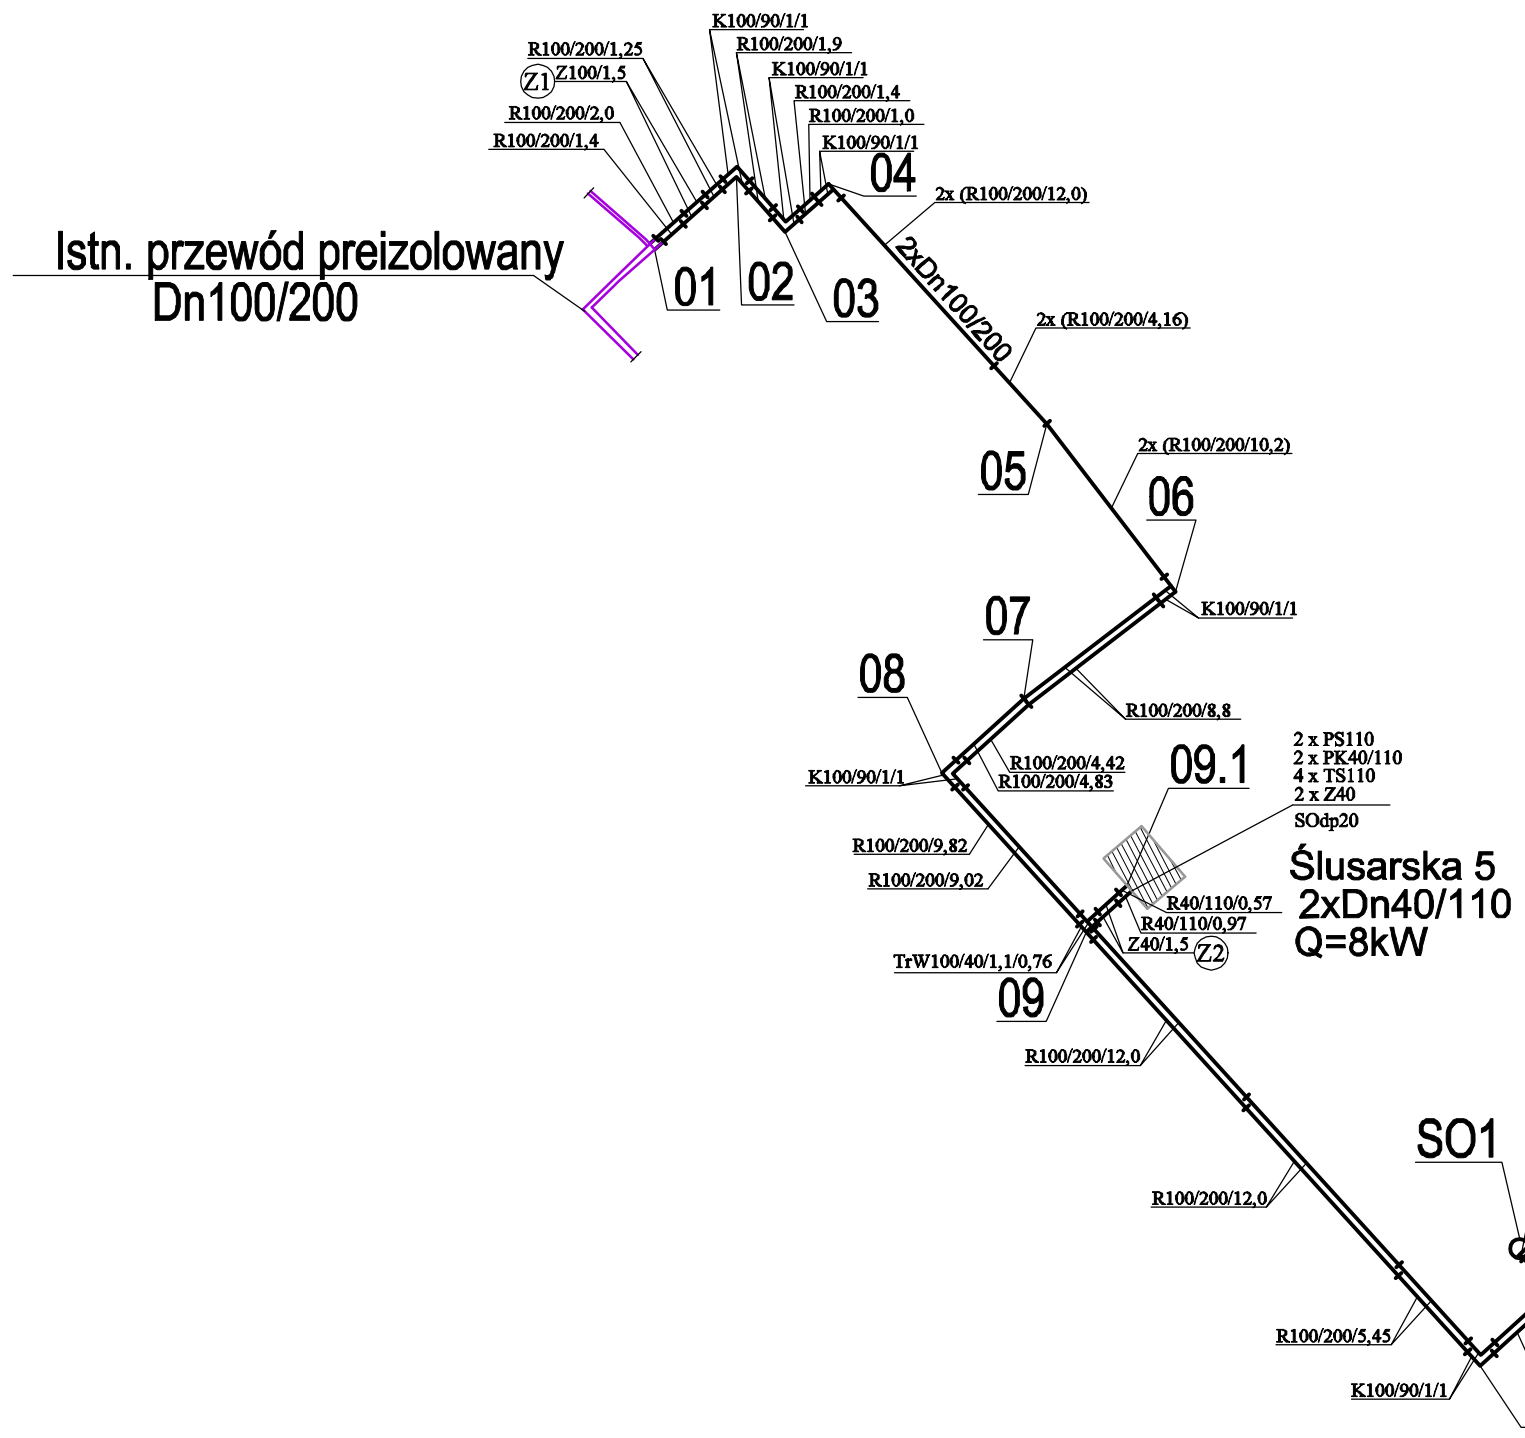 K100/90/1/1
R100/200/1,25
R100/200/1,9
Z1
Z100/1,5
K100/90/1/1
R100/200/1,4
R100/200/2,0
R100/200/1,0
R100/200/1,4
K100/90/1/1
04
2x (R100/200/12,0)
Istn. przewód preizolowany
Dn100/200
01
02
03
2xDn100/200
2x (R100/200/4,16)
05
2x (R100/200/10,2)
06
K100/90/1/1
07
08
R100/200/8,8
K100/90/1/1
R100/200/4,42
R100/200/4,83
09.1
2 x PS110
2 x PK40/110
4 x TS110
2 x Z40
SOdp20
R100/200/9,82
R100/200/9,02
Ślusarska 5
2xDn40/110
Q=8kW
R40/110/0,57
R40/110/0,97
Z40/1,5
Z2
TrW100/40/1,1/0,76
09
R100/200/12,0
SO1
R100/200/12,0
R100/200/5,45
K100/90/1/1